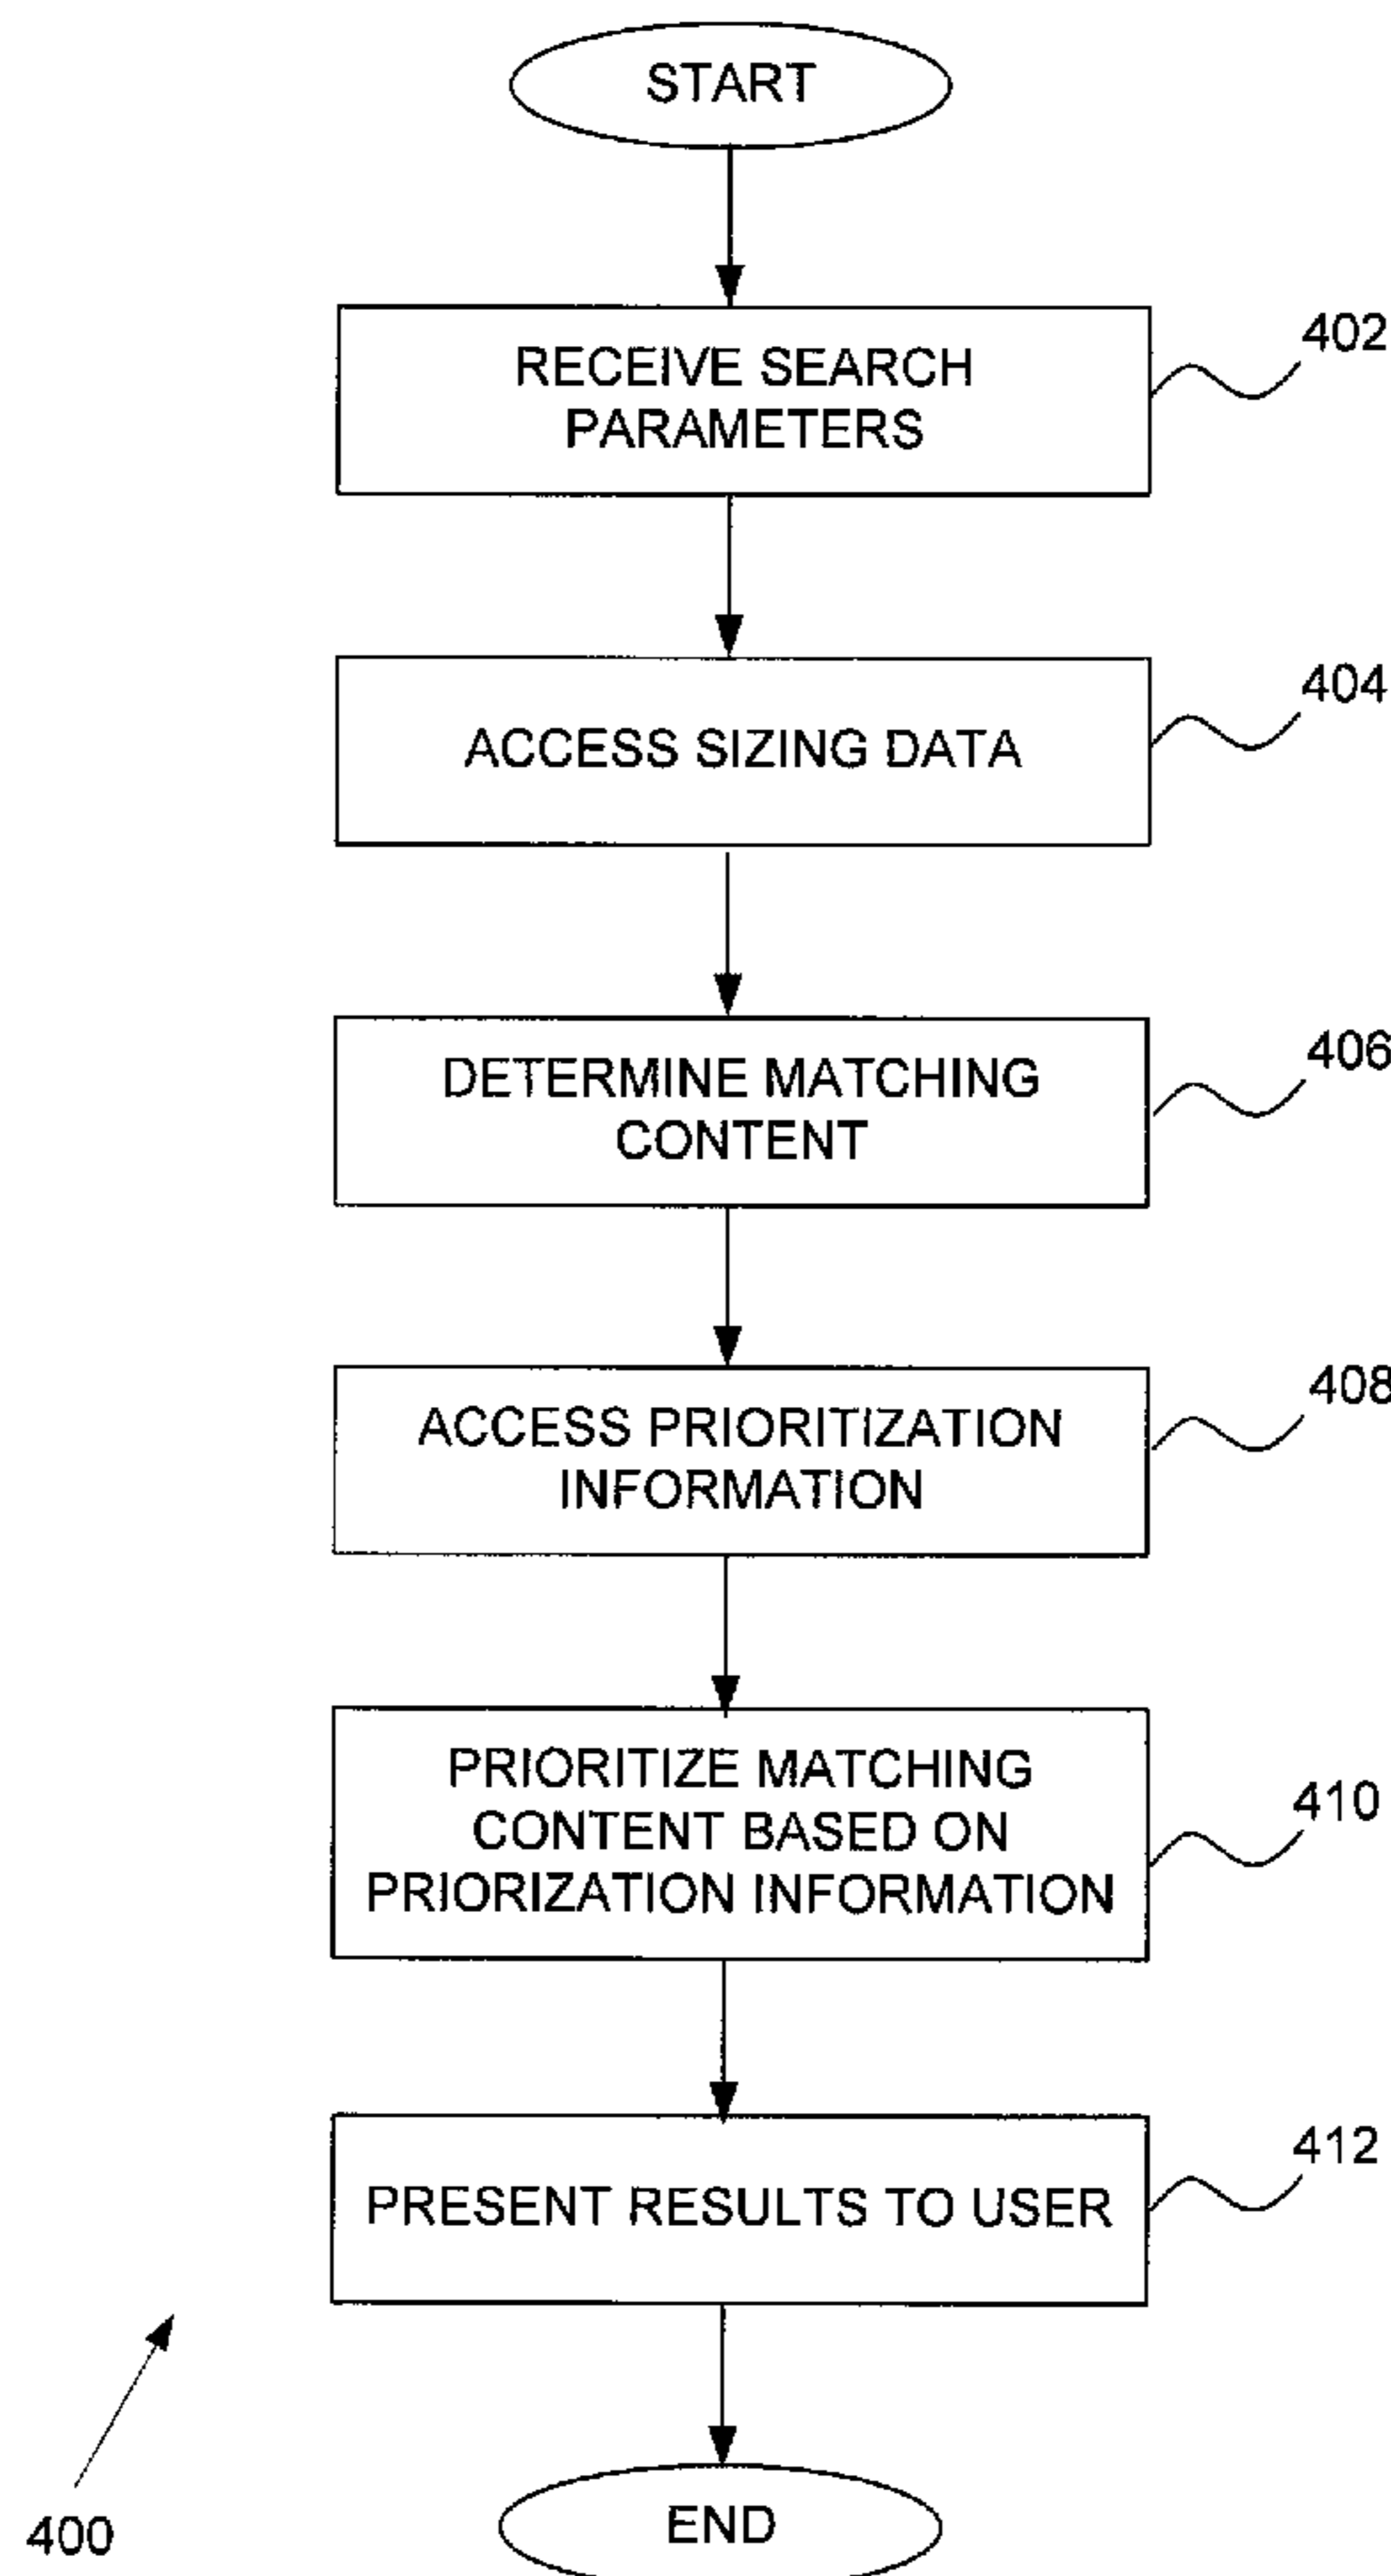 START
RECEIVE SEARCH
PARAMETERS
402
ACCESS SIZING DATA
404
DETERMINE MATCHING
CONTENT
406
ACCESS PRIORITIZATION
INFORMATION
408
PRIORITIZE MATCHING
CONTENT BASED ON
PRIORIZATION INFORMATION
410
PRESENT RESULTS TO USER
412
END
400